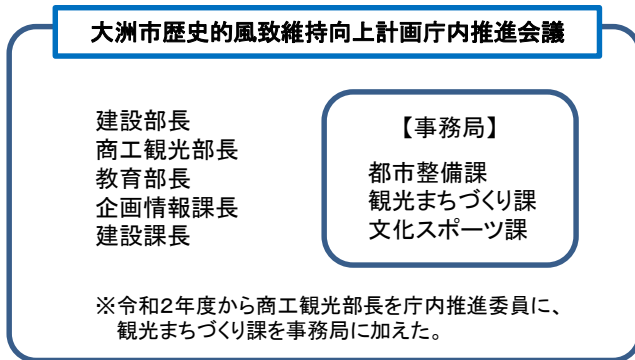 大洲市歴史的風致維持向上計画庁内推進会議
建設部長
商工観光部長
教育部長
企画情報課長
建設課長
【事務局】
都市整備課
観光まちづくり課
文化スポーツ課
※令和2年度から商工観光部長を庁内推進委員に、
観光まちづくり課を事務局に加えた。